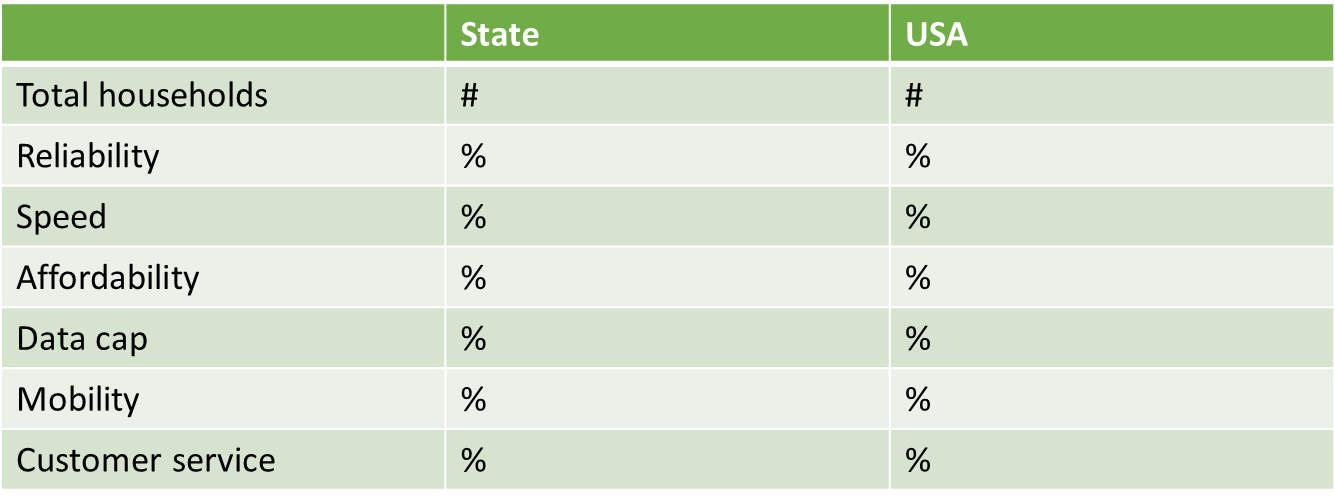 State USA
Total households # #
Reliability % %
Speed % %
Affordability % %
Data cap % %
Mobility % %
Customer service % %